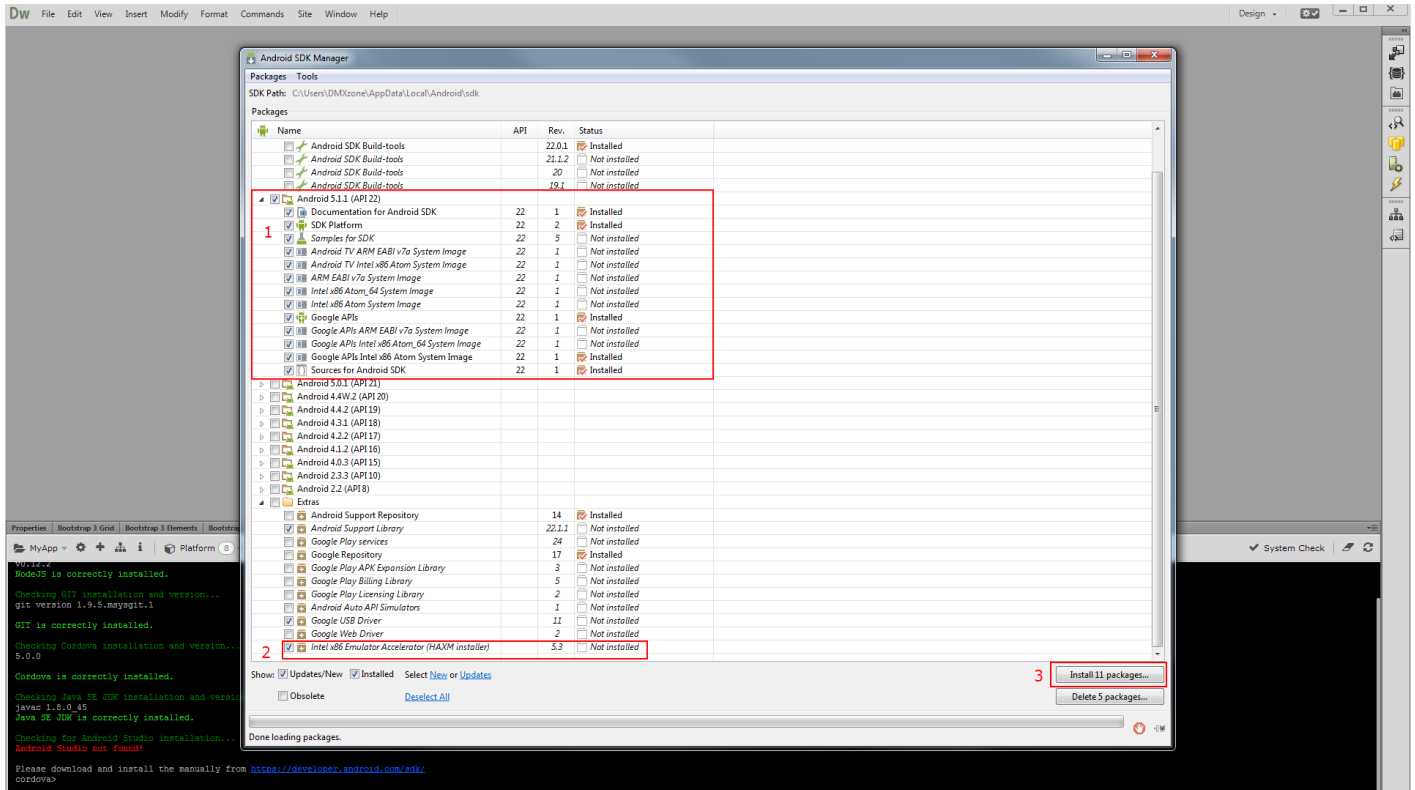 Dw File Edit View Insert Modify Format Commands Site Window Help Design
Android SDK Manager
Packages Tools
SDK Path: C:\Users\DMXzone\AppData\Local\Android\sdk
Packages
Name API Rev. Status
Android SDK Build-tools 22.0.1 Installed
Android SDK Build-tools 21.1.2 Not installed
Android SDK Build-tools 20 Not installed
Android SDK Build-tools 19.1 Not installed
Android 5.1.1 (API 22)
Documentation for Android SDK 22 1 Installed
SDK Platform 22 2 Installed
1
Samples for SDK 22 5 Not installed
Android TV ARM EABI v7a System Image 22 1 Not installed
Android TV Intel x86 Atom System Image 22 1 Not installed
ARM EABI v7a System Image 22 1 Not installed
Intel x86 Atom_64 System Image 22 1 Not installed
Intel x86 Atom System Image 22 1 Not installed
Google APIs 22 1 Installed
Google APIs ARM EABI v7a System Image 22 1 Not installed
Google APIs Intel x86 Atom_64 System Image 22 1 Not installed
Google APIs Intel x86 Atom System Image 22 1 Installed
Sources for Android SDK 22 1 Installed
Android 5.0.1 (API 21)
Android 4.4W.2 (API 20)
Android 4.4.2 (API 19)
Android 4.3.1 (API 18)
Android 4.2.2 (API 17)
Android 4.1.2 (API 16)
Android 4.0.3 (API 15)
Android 2.3.3 (API 10)
Android 2.2 (API 8)
Extras
Android Support Repository 14 Installed
Android Support Library 22.1.1 Not installed
Google Play services 24 Not installed
Google Repository 17 Installed
Google Play APK Expansion Library 3 Not installed
Google Play Billing Library 5 Not installed
Google Play Licensing Library 2 Not installed
Android Auto API Simulators 1 Not installed
Google USB Driver 11 Not installed
Google Web Driver 2 Not installed
2 Intel x86 Emulator Accelerator (HAXM installer) 5.3 Not installed
Show: Updates/New Installed Select New or Updates
3 Install 11 packages...
Obsolete Deselect All
Delete 5 packages...
Done loading packages.
Properties Bootstrap 3 Grid Bootstrap 3 Elements Bootstrap
MyApp Platform 8 System Check
v0.12.2
NodeJS is correctly installed.
Checking GIT installation and version...
git version 1.9.5.msysgit.1
GIT is correctly installed.
Checking Cordova installation and version...
5.0.0
Cordova is correctly installed.
Checking Java SE JDK installation and versio
javac 1.8.0_45
Java SE JDK is correctly installed.
Checking for Android Studio installation...
Android Studio not found!
Please download and install the manually from https://developer.android.com/sdk/
cordova>